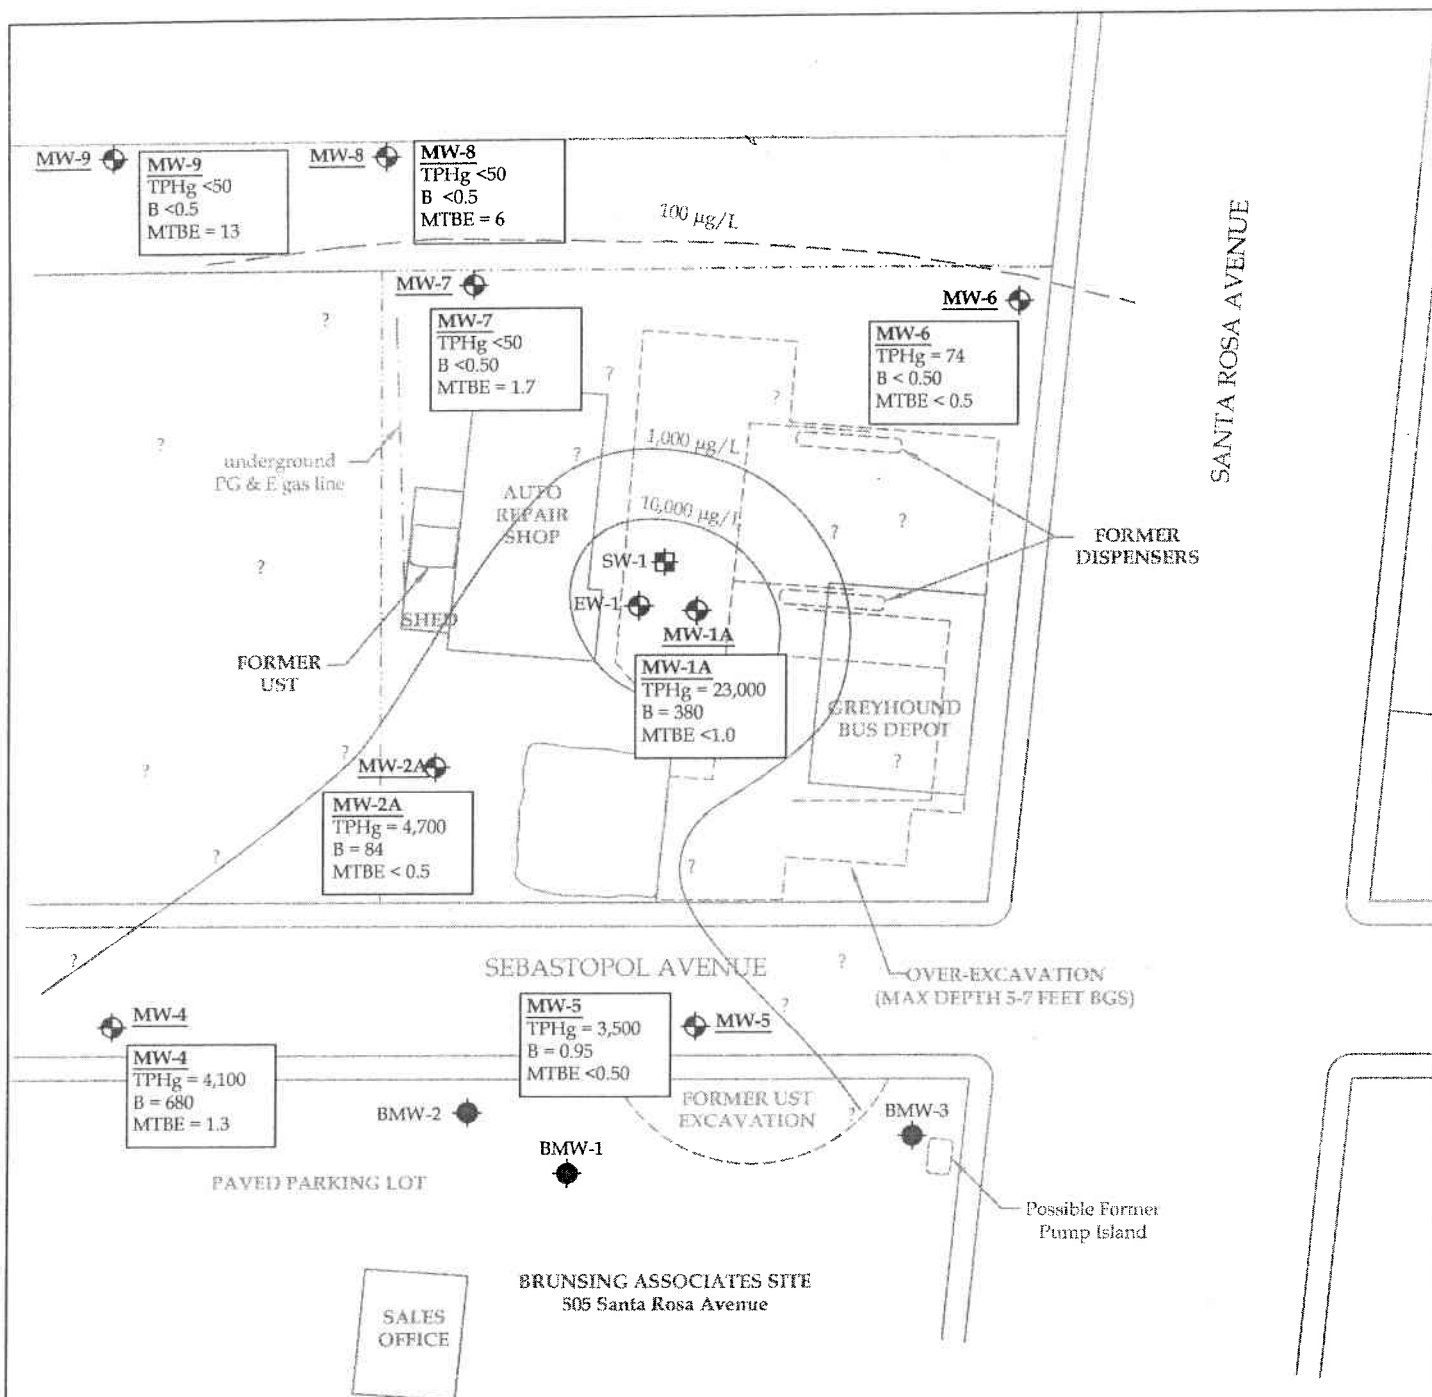 MW-9
MW-9
TPHg <50
B <0.5
MTBE = 13
MW-8
MW-8
TPHg <50
B <0.5
MTBE = 6
100 µg/L
SANTA ROSA AVENUE
MW-7
MW-7
TPHg <50
B <0.50
MTBE = 1.7
MW-6
MW-6
TPHg = 74
B < 0.50
MTBE < 0.5
?
?
?
?
?
1,000 µg/L
underground
PG & E gas line
AUTO
REPAIR
SHOP
10,000 µg/L
?
?
FORMER
DISPENSERS
SW-1
?
EW-1
MW-1A
SHED
FORMER
UST
MW-1A
TPHg = 23,000
B = 380
MTBE <1.0
GREYHOUND
BUS DEPOT
?
?
?
MW-2A
MW-2A
TPHg = 4,700
B = 84
MTBE < 0.5
?
?
?
SEBASTOPOL AVENUE
?
OVER-EXCAVATION
(MAX DEPTH 5-7 FEET BGS)
?
MW-4
MW-4
TPHg = 4,100
B = 680
MTBE = 1.3
MW-5
TPHg = 3,500
B = 0.95
MTBE <0.50
MW-5
FORMER UST
EXCAVATION
?
BMW-2
BMW-3
BMW-1
PAVED PARKING LOT
Possible Former
Pump Island
BRUNSING ASSOCIATES SITE
505 Santa Rosa Avenue
SALES
OFFICE